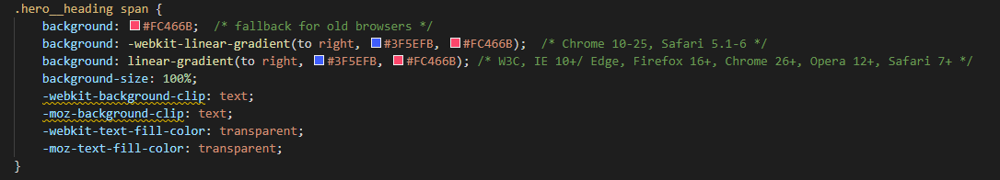 .hero__heading span {
background: #FC466B; /* fallback for old browsers */
background: -webkit-linear-gradient(to right, #3F5EFB, #FC466B); /* Chrome 10-25, Safari 5.1-6 */
background: linear-gradient(to right, #3F5EFB, #FC466B); /* W3C, IE 10+/ Edge, Firefox 16+, Chrome 26+, Opera 12+, Safari 7+ */
background-size: 100%;
-webkit-background-clip: text;
-moz-background-clip: text;
-webkit-text-fill-color: transparent;
-moz-text-fill-color: transparent;
}